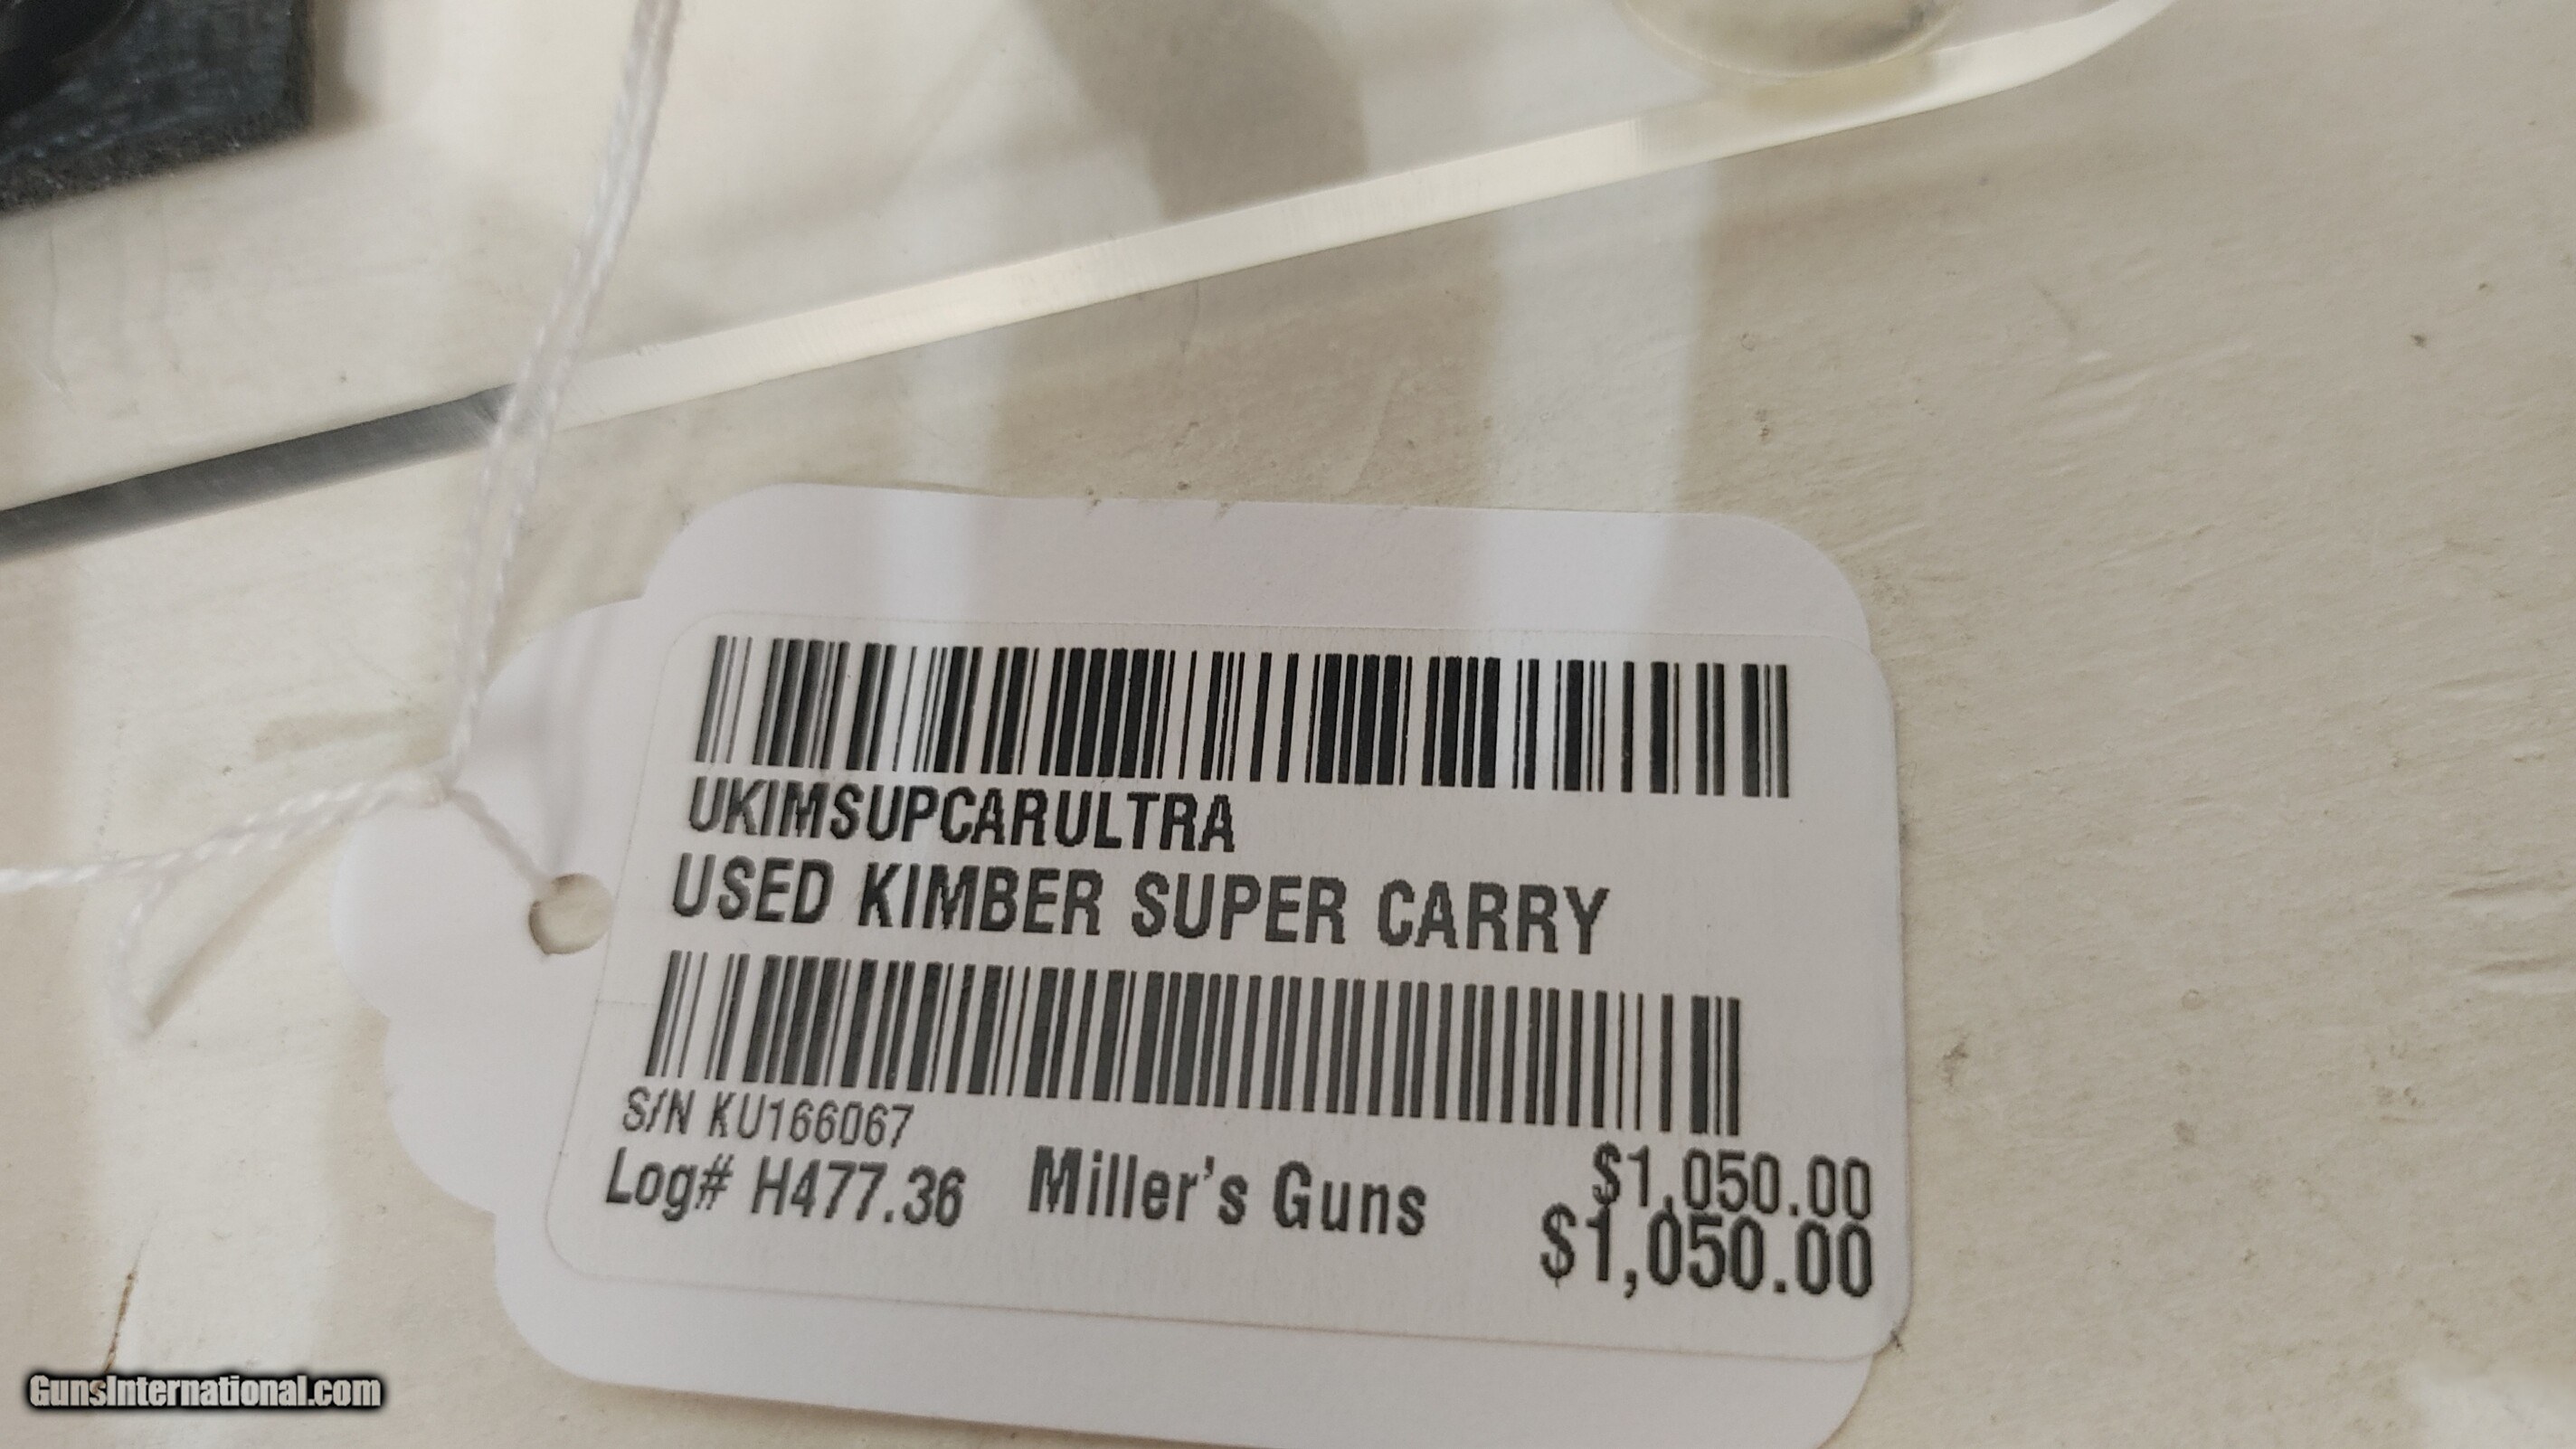 UKIMSUPCARULTRA
USED KIMBER SUPER CARRY
S/N KU166067
$1,050.00
Log# H477.36 Miller's Guns
$1,050.00
GunsInternational.com